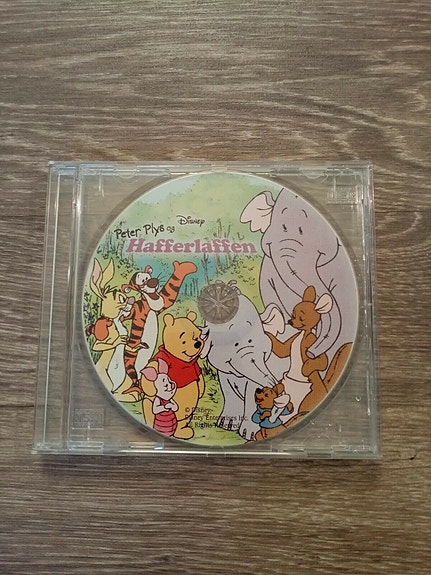 Peter Plys og Disney
Hafferlaffen
© Disney
Disney Enterprises Inc.
All Rights Reserved